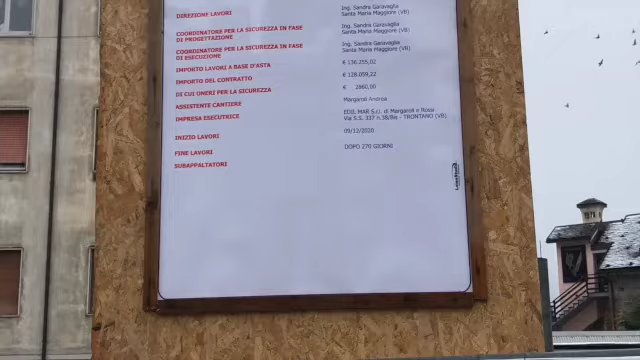 DIREZIONE LAVORI
Ing. Sandra Garavaglia
Santa Maria Maggiore (VB)
COORDINATORE PER LA SICUREZZA IN FASE
DI PROGETTAZIONE
Ing. Sandra Garavaglia
Santa Maria Maggiore (VB)
COORDINATORE PER LA SICUREZZA IN FASE
DI ESECUZIONE
Ing. Sandra Garavaglia
Santa Maria Maggiore (VB)
IMPORTO LAVORI A BASE D'ASTA
€ 136.255,02
IMPORTO DEL CONTRATTO
€ 128.059,22
DI CUI ONERI PER LA SICUREZZA
€ 2860,00
ASSISTENTE CANTIERE
Margaroli Andrea
IMPRESA ESECUTRICE
EDIL MAR S.r.l. di Margaroli e Rossi
Via S.S. 337 n.38/Bis - TRONTANO (VB)
INIZIO LAVORI
09/12/2020
FINE LAVORI
DOPO 270 GIORNI
SUBAPPALTATORI